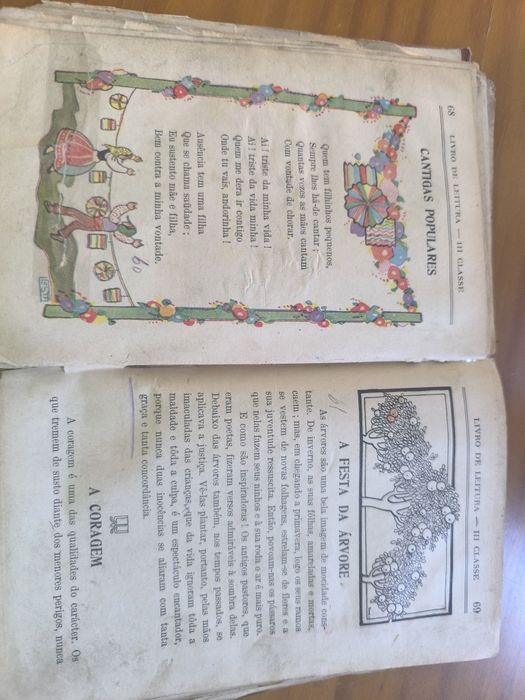 68 LIVRO DE LEITURA — III CLASSE
CANTIGAS POPULARES
Quem tem filhinhos pequenos,
Sempre lhes há-de cantar;
Quantas vezes as mães cantam
Com vontade de chorar.
Ai! triste da vida minha!
Ai! triste da vida minha!
Quem me dera ir contigo
Onde tu vais, andorinha!
Ausência tem uma filha
Que se chama saudade;
Eu sustento mãe e filha,
Bem contra a minha vontade.
60
LIVRO DE LEITURA — III CLASSE 69
61
A FESTA DA ÁRVORE
As árvores são uma bela imagem de mocidade cons-
tante. De inverno, as suas fôlhas, amareladas e mortas,
caem; mas, em chegando a primavera, logo os seus ramos
se vestem de novas folhagens, estrelam-se de flores e a
sua juventude ressuscita. Então, povoam-nas os pássaros
que nelas fazem seus ninhos e à sua roda o ar é mais puro.
E como são inspiradoras! Os antigos pastores, que
eram poetas, fizeram versos admiráveis à sombra delas.
Debaixo das árvores também, nos tempos passados, se
aplicava a justiça. Vê-las plantar, portanto, pelas mãos
imaculadas das crianças, que da vida ignoram tôda a
maldade e tôda a culpa, é um espectáculo encantador,
porque nunca duas inocências se aliaram com tanta
graça e tanta concordância.
A CORAGEM
A coragem é uma das qualidades do carácter. Os
que tremem de susto diante dos menores perigos, nunca